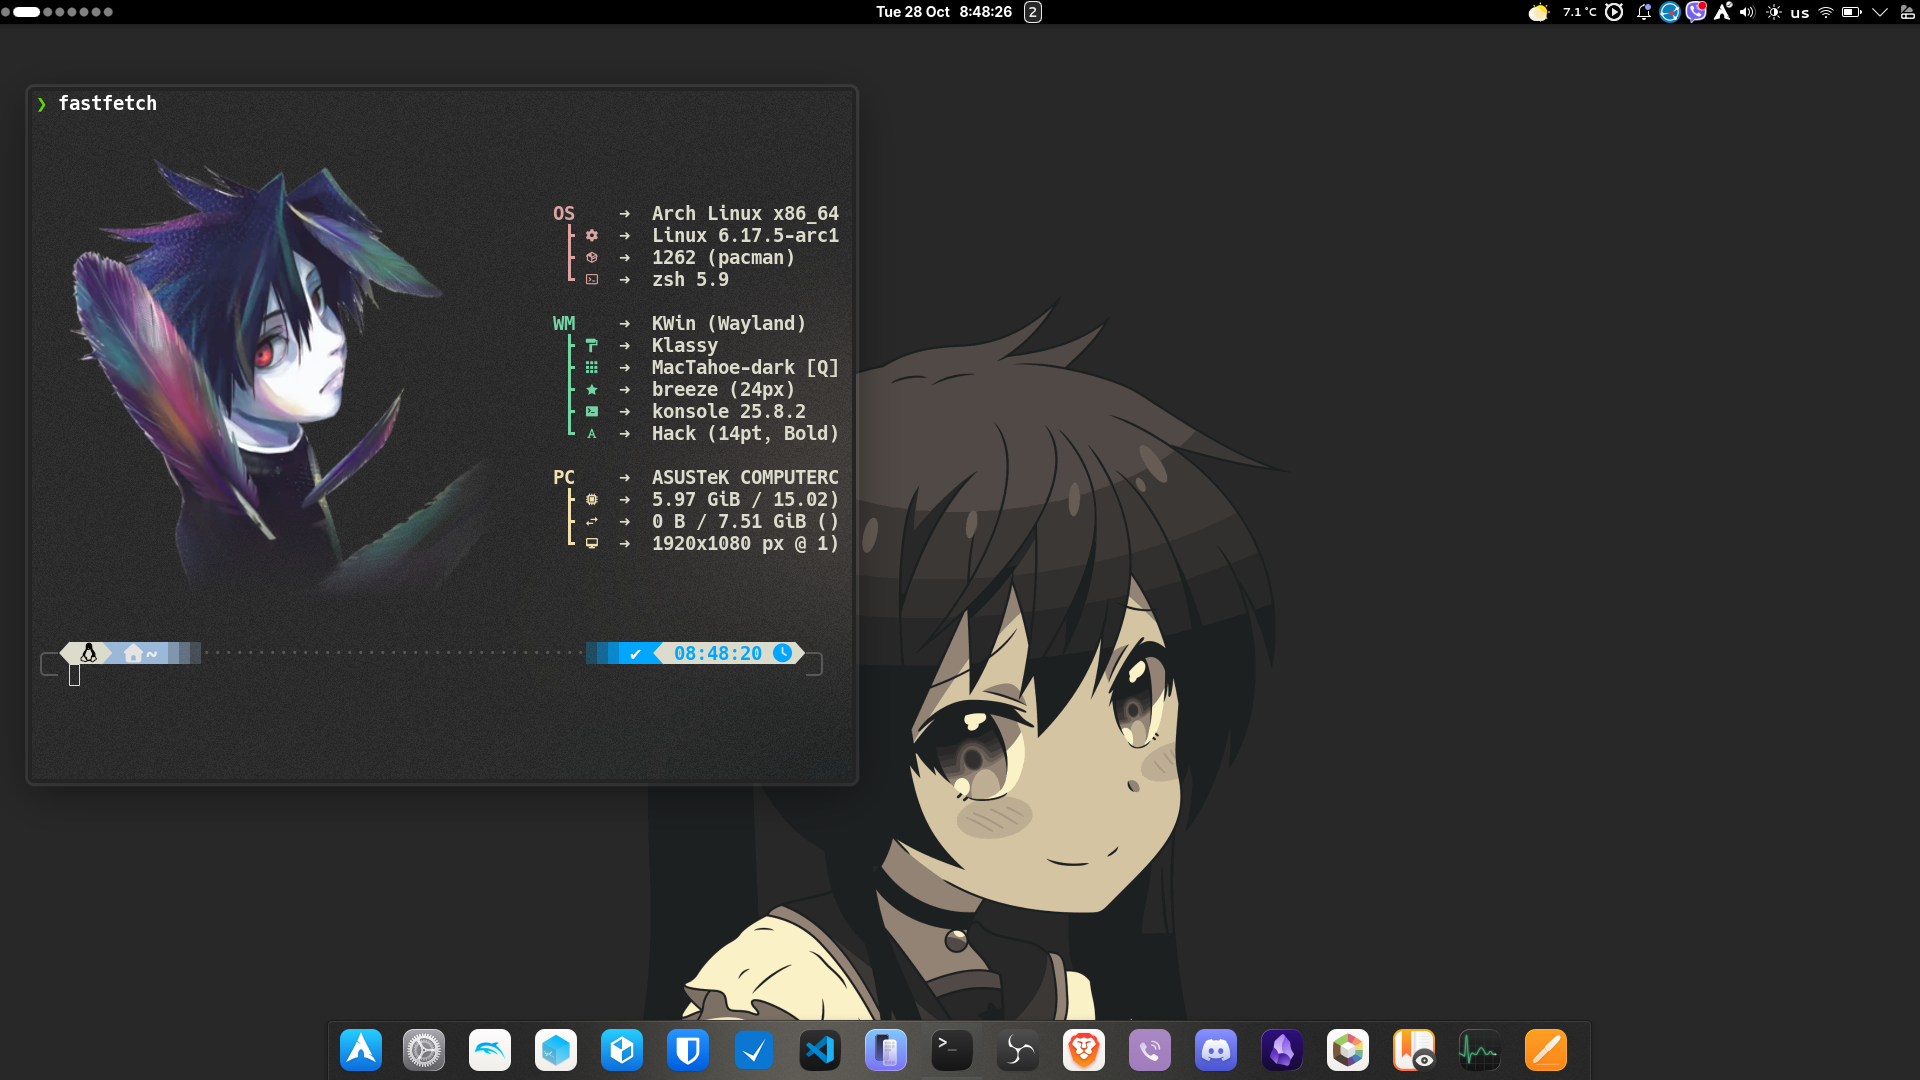 Tue 28 Oct 8:48:26 2
7.1 °C us
❯ fastfetch
OS → Arch Linux x86_64
→ Linux 6.17.5-arc1
→ 1262 (pacman)
→ zsh 5.9
WM → KWin (Wayland)
→ Klassy
→ MacTahoe-dark [Q]
→ breeze (24px)
→ konsole 25.8.2
A → Hack (14pt, Bold)
PC → ASUSTeK COMPUTERC
→ 5.97 GiB / 15.02)
→ 0 B / 7.51 GiB ()
→ 1920x1080 px @ 1)
~ ✔ 08:48:20
>_